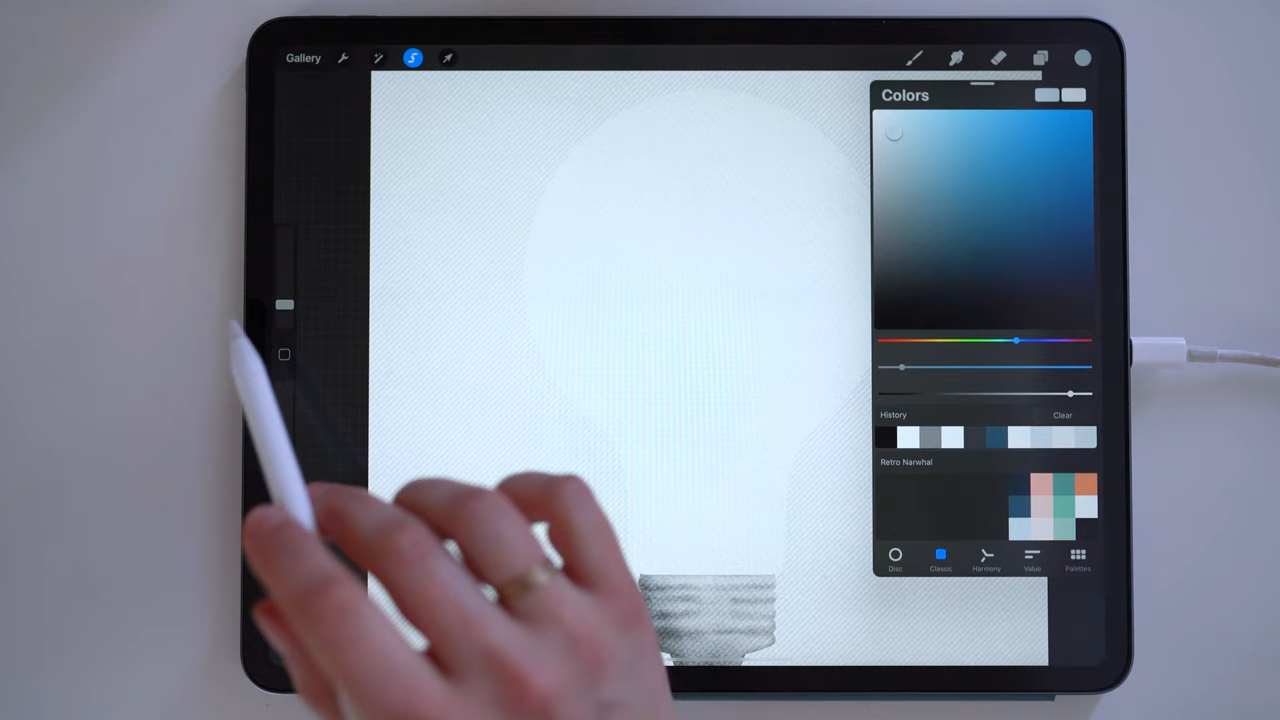 Gallery
Colors
History
Clear
Retro Narwhal
Disc
Classic
Harmony
Value
Palettes